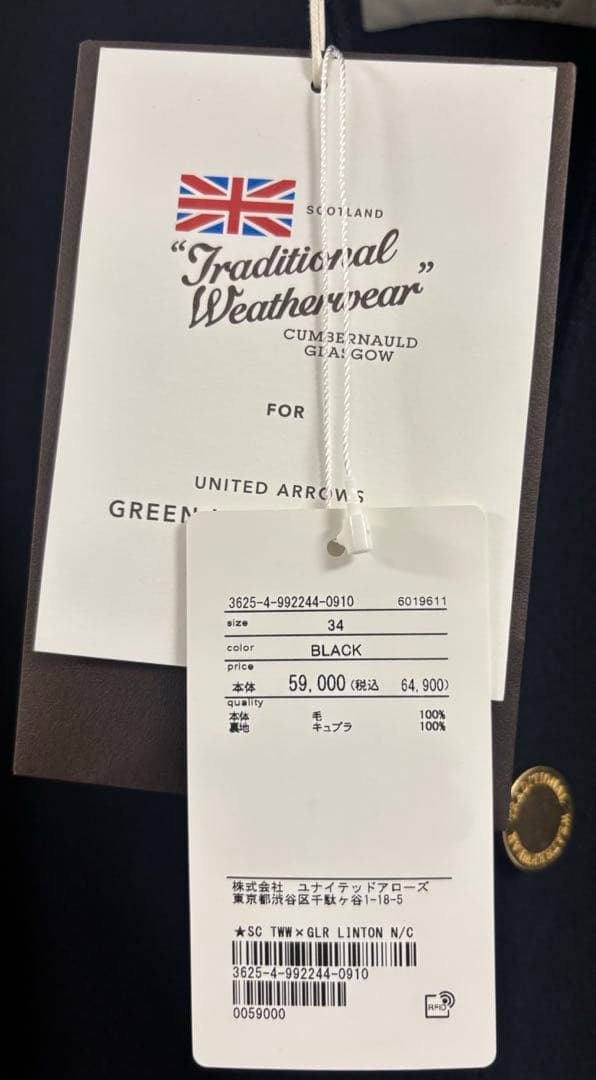 SCOTLAND
"Traditional
Weatherwear"
CUMBERNAULD
GLASGOW
FOR
UNITED ARROWS
GREEN
3625-4-992244-0910 6019611
size 34
color BLACK
price
本体 59,000 (税込 64,900)
quality
本体 毛 100%
裏地 キュプラ 100%
株式会社 ユナイテッドアローズ
東京都渋谷区千駄ヶ谷1-18-5
★SC TWW×GLR LINTON N/C
3625-4-992244-0910
0059000
RFID
TRADITIONAL WEATHERWEAR